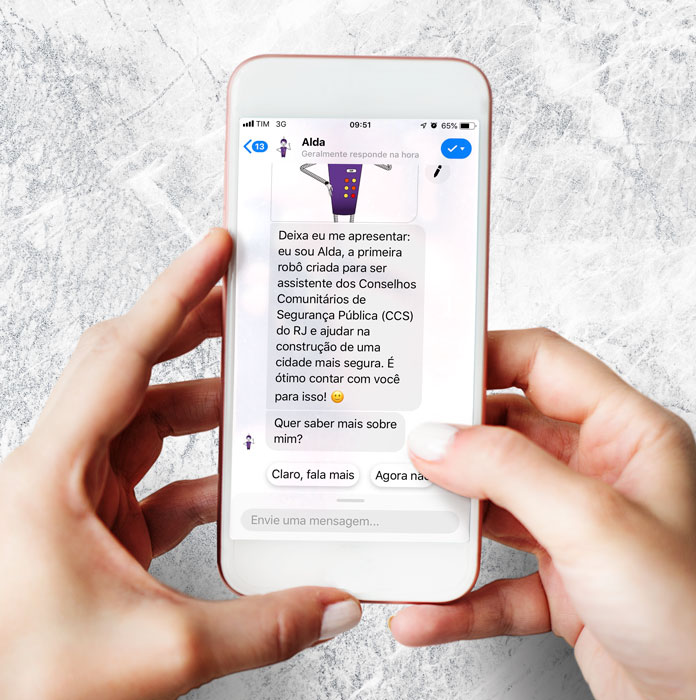 TIM 3G 09:51 65%
13 Alda
Geralmente responde na hora
Deixa eu me apresentar:
eu sou Alda, a primeira
robô criada para ser
assistente dos Conselhos
Comunitários de
Segurança Pública (CCS)
do RJ e ajudar na
construção de uma
cidade mais segura. É
ótimo contar com você
para isso! 🙂
Quer saber mais sobre
mim?
Claro, fala mais Agora não
Envie uma mensagem...